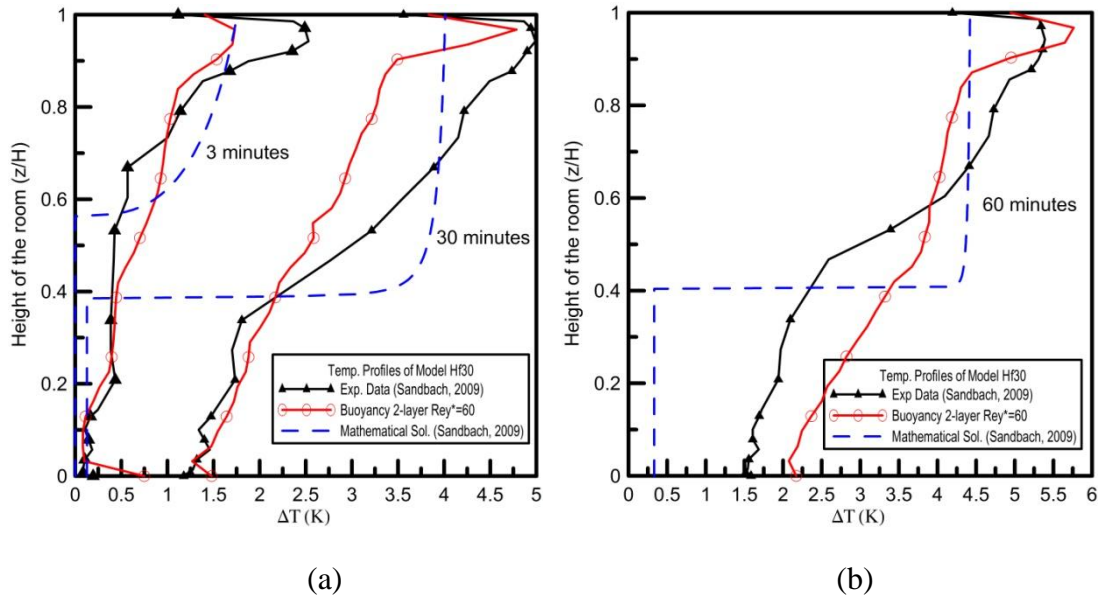 Height of the room (z/H)
1
0.8
0.6
0.4
0.2
0
3 minutes
30 minutes
Temp. Profiles of Model Hf30
Exp. Data (Sandbach, 2009)
Buoyancy 2-layer Rey*=60
Mathematical Sol. (Sandbach, 2009)
0 0.5 1 1.5 2 2.5 3 3.5 4 4.5 5
ΔT (K)
(a)
Height of the room (z/H)
1
0.8
0.6
0.4
0.2
0
60 minutes
Temp. Profiles of Model Hf30
Exp. Data (Sandbach, 2009)
Buoyancy 2-layer Rey*=60
Mathematical Sol. (Sandbach, 2009)
0 0.5 1 1.5 2 2.5 3 3.5 4 4.5 5 5.5 6
ΔT (K)
(b)